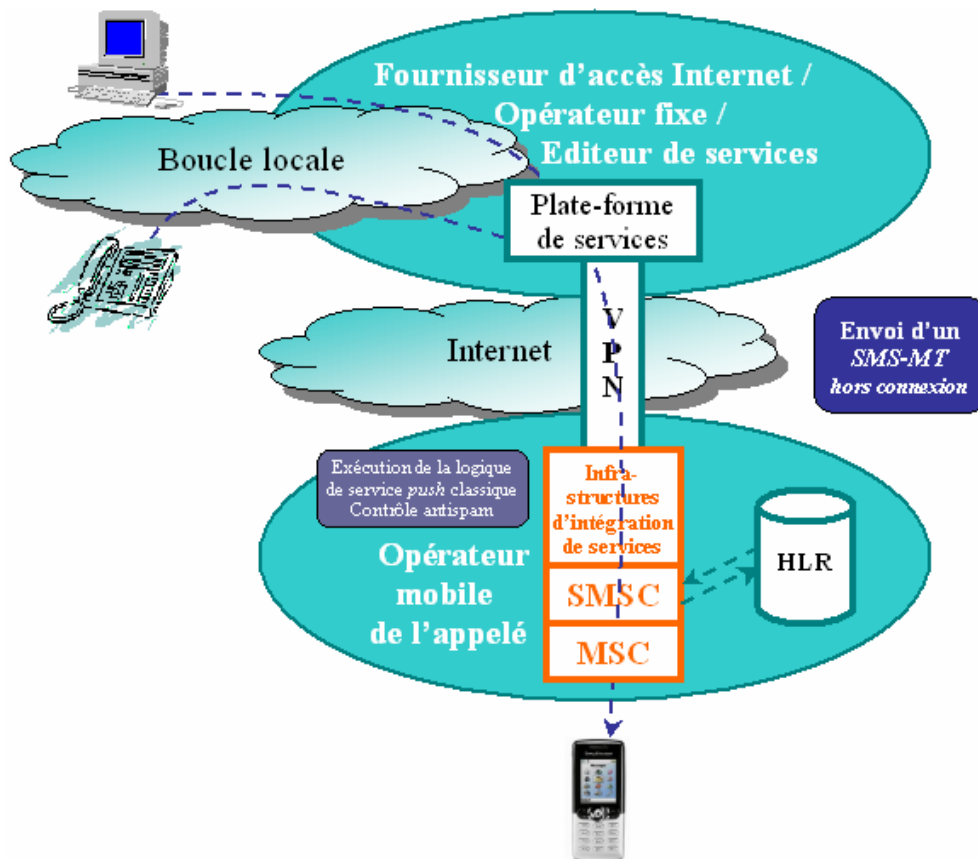 Fournisseur d'accès Internet /
Opérateur fixe /
Editeur de services
Boucle locale
Plate-forme
de services
Internet
V
P
N
Envoi d'un
SMS-MT
hors connexion
Exécution de la logique
de service push classique
Contrôle antispam
Infra-
structures
d'intégration
de services
Opérateur
mobile
de l'appelé
SMSC
MSC
HLR